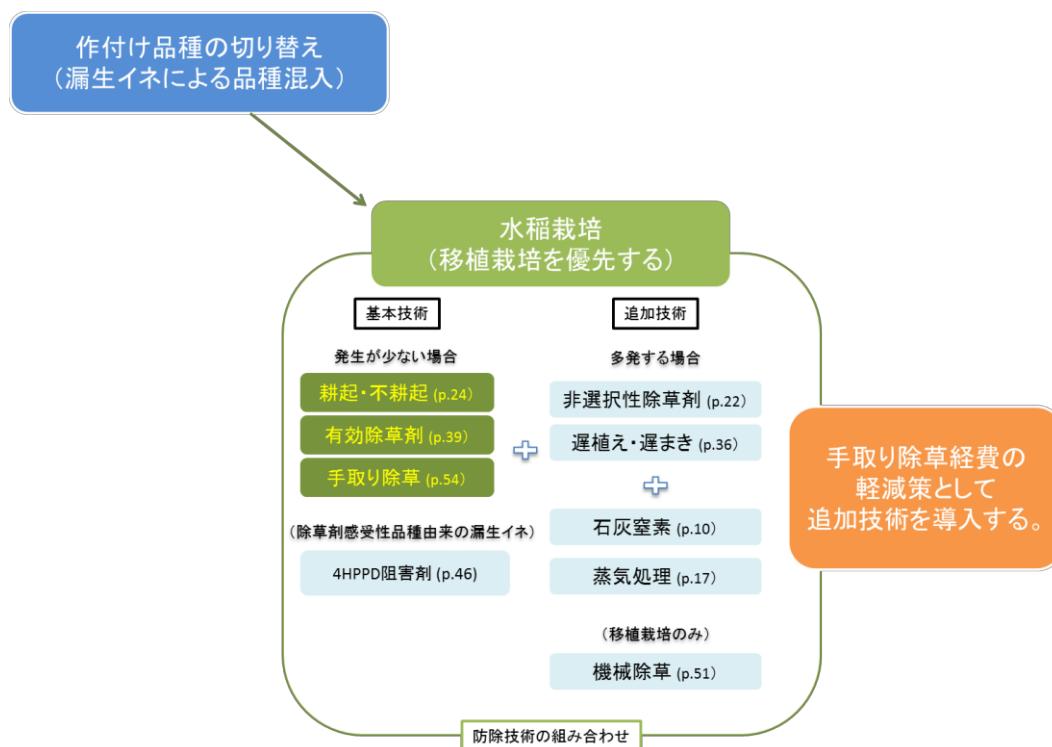 作付け品種の切り替え
（漏生イネによる品種混入）
水稲栽培
（移植栽培を優先する）
基本技術
発生が少ない場合
耕起・不耕起 (p.24)
有効除草剤 (p.39)
手取り除草 (p.54)
(除草剤感受性品種由来の漏生イネ)
4HPPD阻害剤 (p.46)
追加技術
多発する場合
非選択性除草剤 (p.22)
遅植え・遅まき (p.36)
石灰窒素 (p.10)
蒸気処理 (p.17)
(移植栽培のみ)
機械除草 (p.51)
手取り除草経費の
軽減策として
追加技術を導入する。
防除技術の組み合わせ